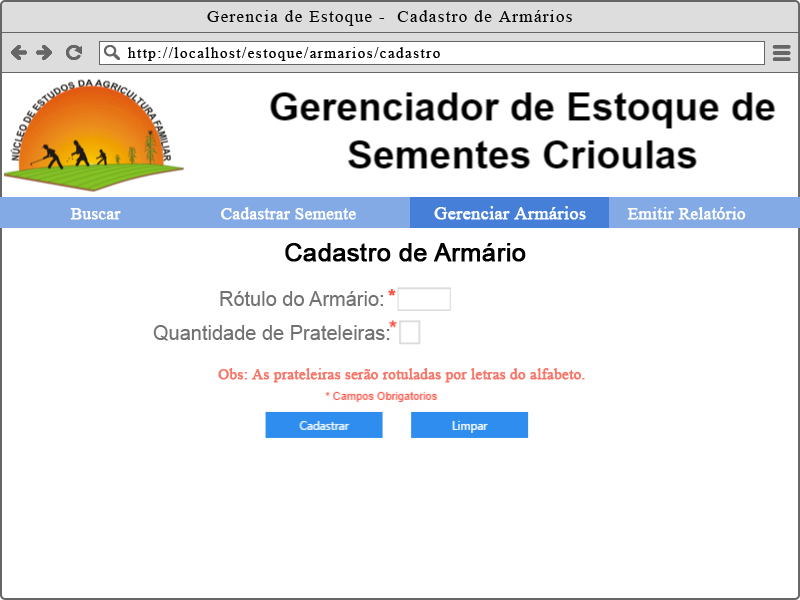 Gerencia de Estoque - Cadastro de Armários
http://localhost/estoque/armarios/cadastro
NÚCLEO DE ESTUDOS DA AGRICULTURA FAMILIAR
Gerenciador de Estoque de
Sementes Crioulas
Buscar Cadastrar Semente Gerenciar Armários Emitir Relatório
Cadastro de Armário
Rótulo do Armário: *
Quantidade de Prateleiras:*
Obs: As prateleiras serão rotuladas por letras do alfabeto.
* Campos Obrigatorios
Cadastrar Limpar